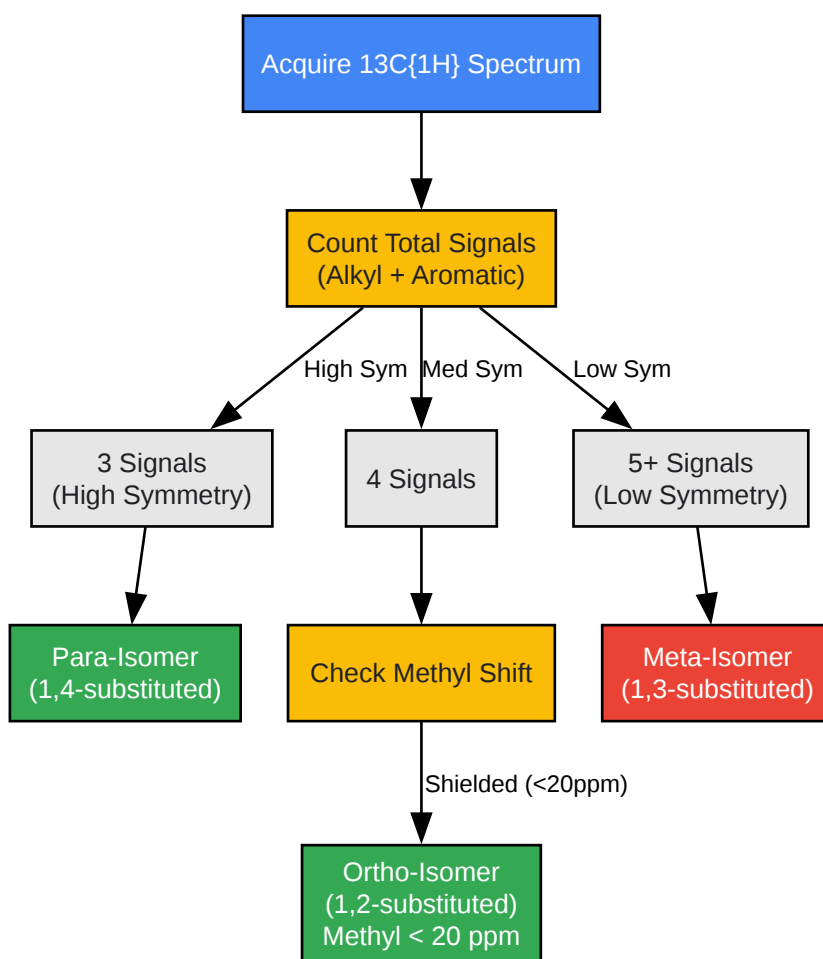 Acquire 13C{1H} Spectrum
Count Total Signals
(Alkyl + Aromatic)
High Sym
Med Sym
Low Sym
3 Signals
(High Symmetry)
4 Signals
5+ Signals
(Low Symmetry)
Para-Isomer
(1,4-substituted)
Check Methyl Shift
Meta-Isomer
(1,3-substituted)
Shielded (<20ppm)
Ortho-Isomer
(1,2-substituted)
Methyl < 20 ppm